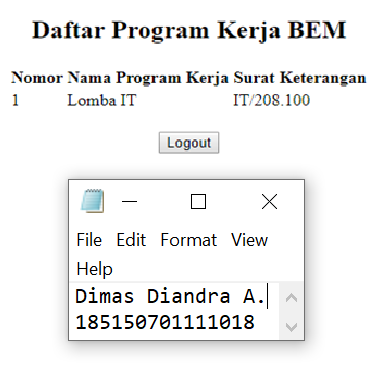 Daftar Program Kerja BEM
Nomor Nama Program Kerja Surat Keterangan
1 Lomba IT IT/208.100
Logout
File Edit Format View
Help
Dimas Diandra A.
185150701111018